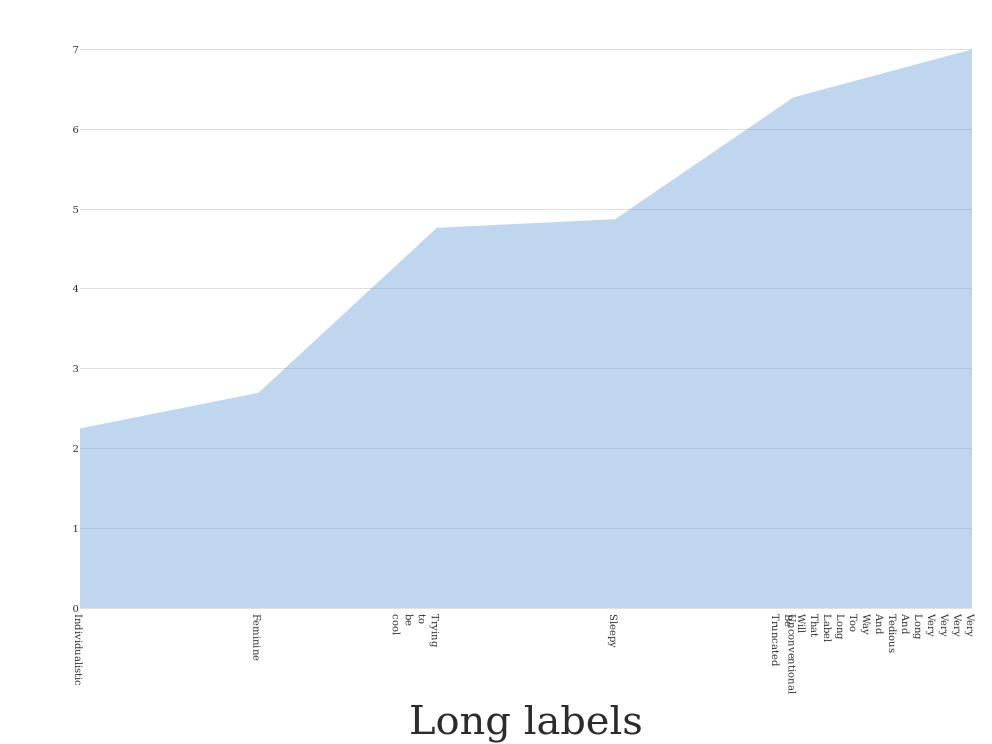 7
6
5
4
3
2
1
0
Individualistic
Feminine
Trying
to
be
cool
Sleepy
Unconventional
Very
Very
Very
Very
Long
And
Tedious
And
Way
Too
Long
Label
That
Will
Be
Truncated
Long labels